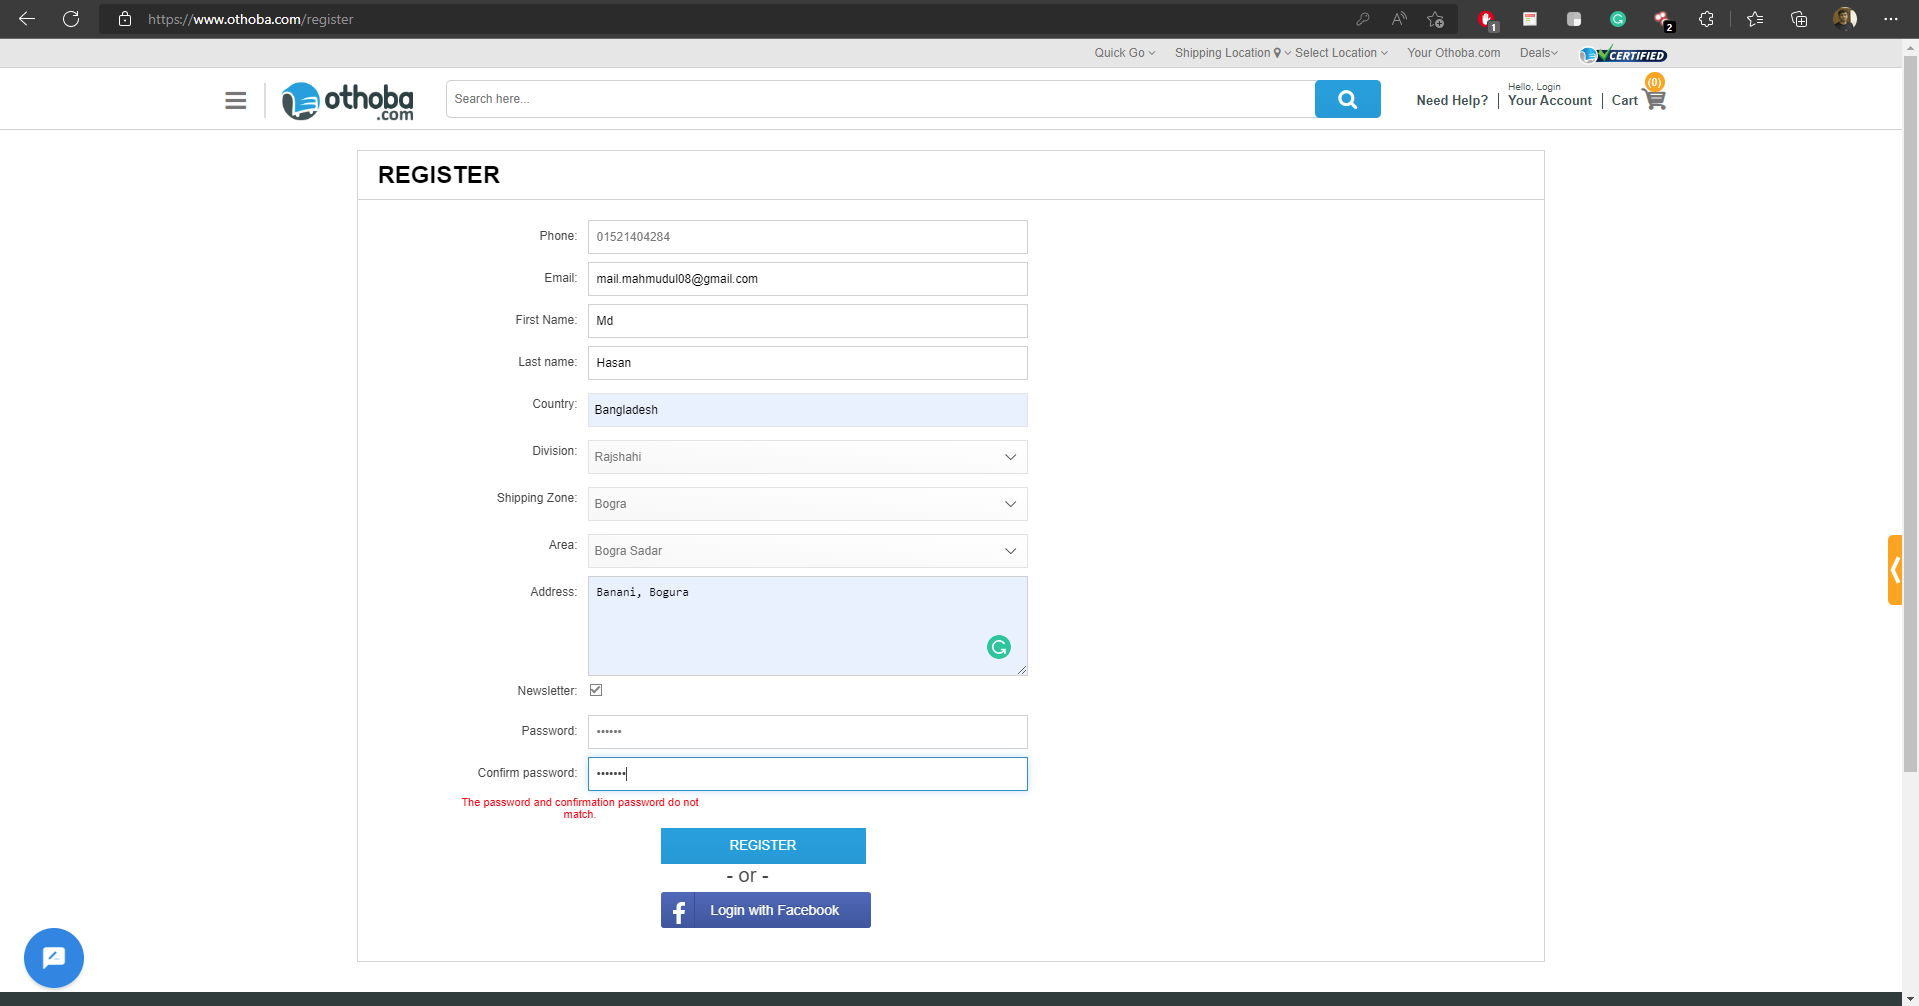 https://www.othoba.com/register
1
2
Quick Go
Shipping Location
Select Location
Your Othoba.com
Deals
CERTIFIED
othoba
.com
Search here...
Need Help?
Hello, Login
Your Account
Cart
(0)
REGISTER
Phone:
01521404284
Email:
mail.mahmudul08@gmail.com
First Name:
Md
Last name:
Hasan
Country:
Bangladesh
Division:
Rajshahi
Shipping Zone:
Bogra
Area:
Bogra Sadar
Address:
Banani, Bogura
Newsletter:
Password:
••••••
Confirm password:
•••••••
The password and confirmation password do not
match.
REGISTER
- or -
Login with Facebook